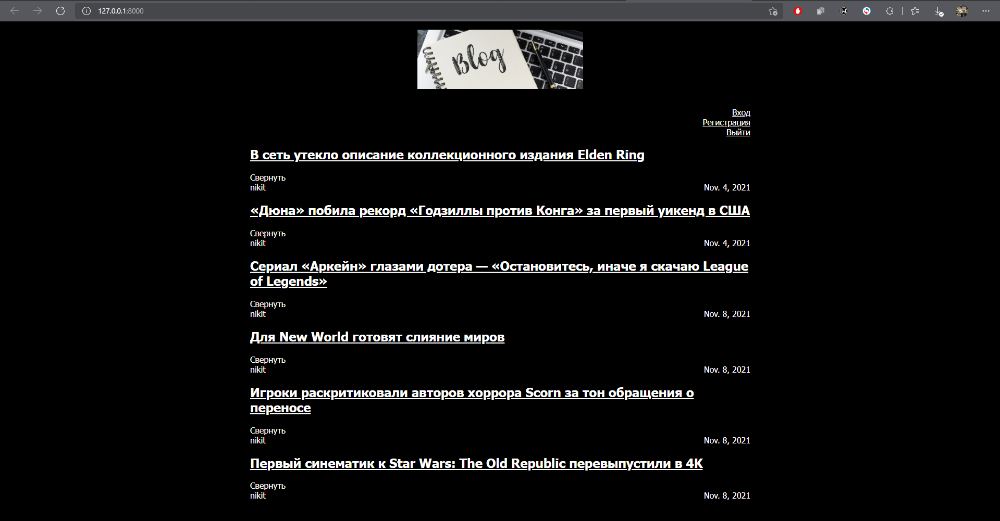 127.0.0.1:8000
Blog
Вход
Регистрация
Выйти
В сеть утекло описание коллекционного издания Elden Ring
Свернуть
nikit Nov. 4, 2021
«Дюна» побила рекорд «Годзиллы против Конга» за первый уикенд в США
Свернуть
nikit Nov. 4, 2021
Сериал «Аркейн» глазами дотера — «Остановитесь, иначе я скачаю League
of Legends»
Свернуть
nikit Nov. 8, 2021
Для New World готовят слияние миров
Свернуть
nikit Nov. 8, 2021
Игроки раскритиковали авторов хоррора Scorn за тон обращения о
переносе
Свернуть
nikit Nov. 8, 2021
Первый синематик к Star Wars: The Old Republic перевыпустили в 4K
Свернуть
nikit Nov. 8, 2021